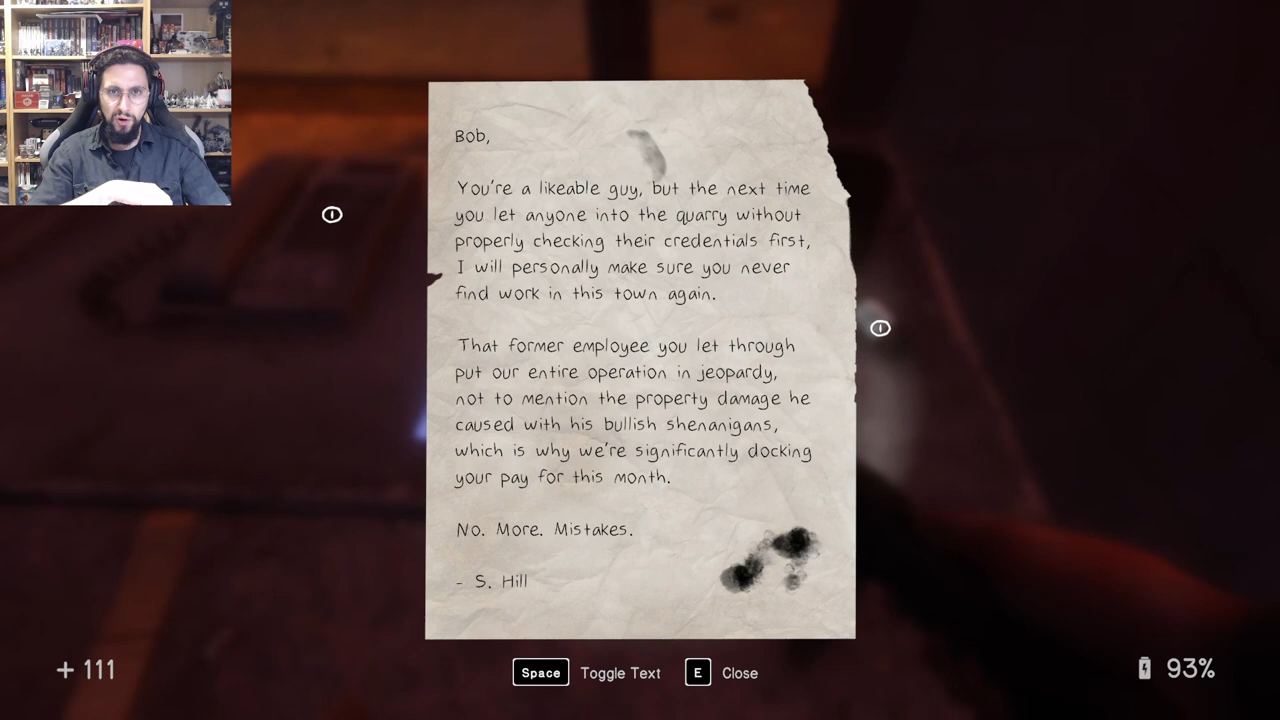 Bob,
You're a likeable guy, but the next time
you let anyone into the quarry without
properly checking their credentials first,
I will personally make sure you never
find work in this town again.
That former employee you let through
put our entire operation in jeopardy,
not to mention the property damage he
caused with his bullish shenanigans,
which is why we're significantly docking
your pay for this month.
No. More. Mistakes.
- S. Hill
+ 111
Space Toggle Text E Close
93%